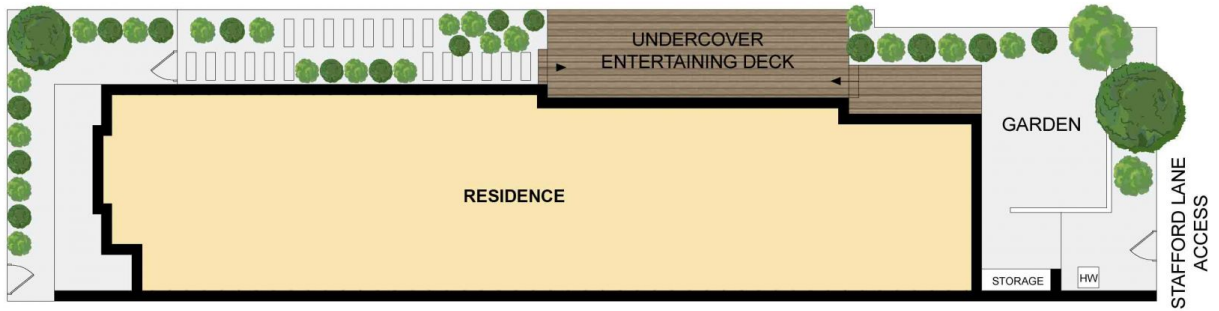 UNDERCOVER
ENTERTAINING DECK
GARDEN
RESIDENCE
STORAGE
HW
STAFFORD LANE
ACCESS